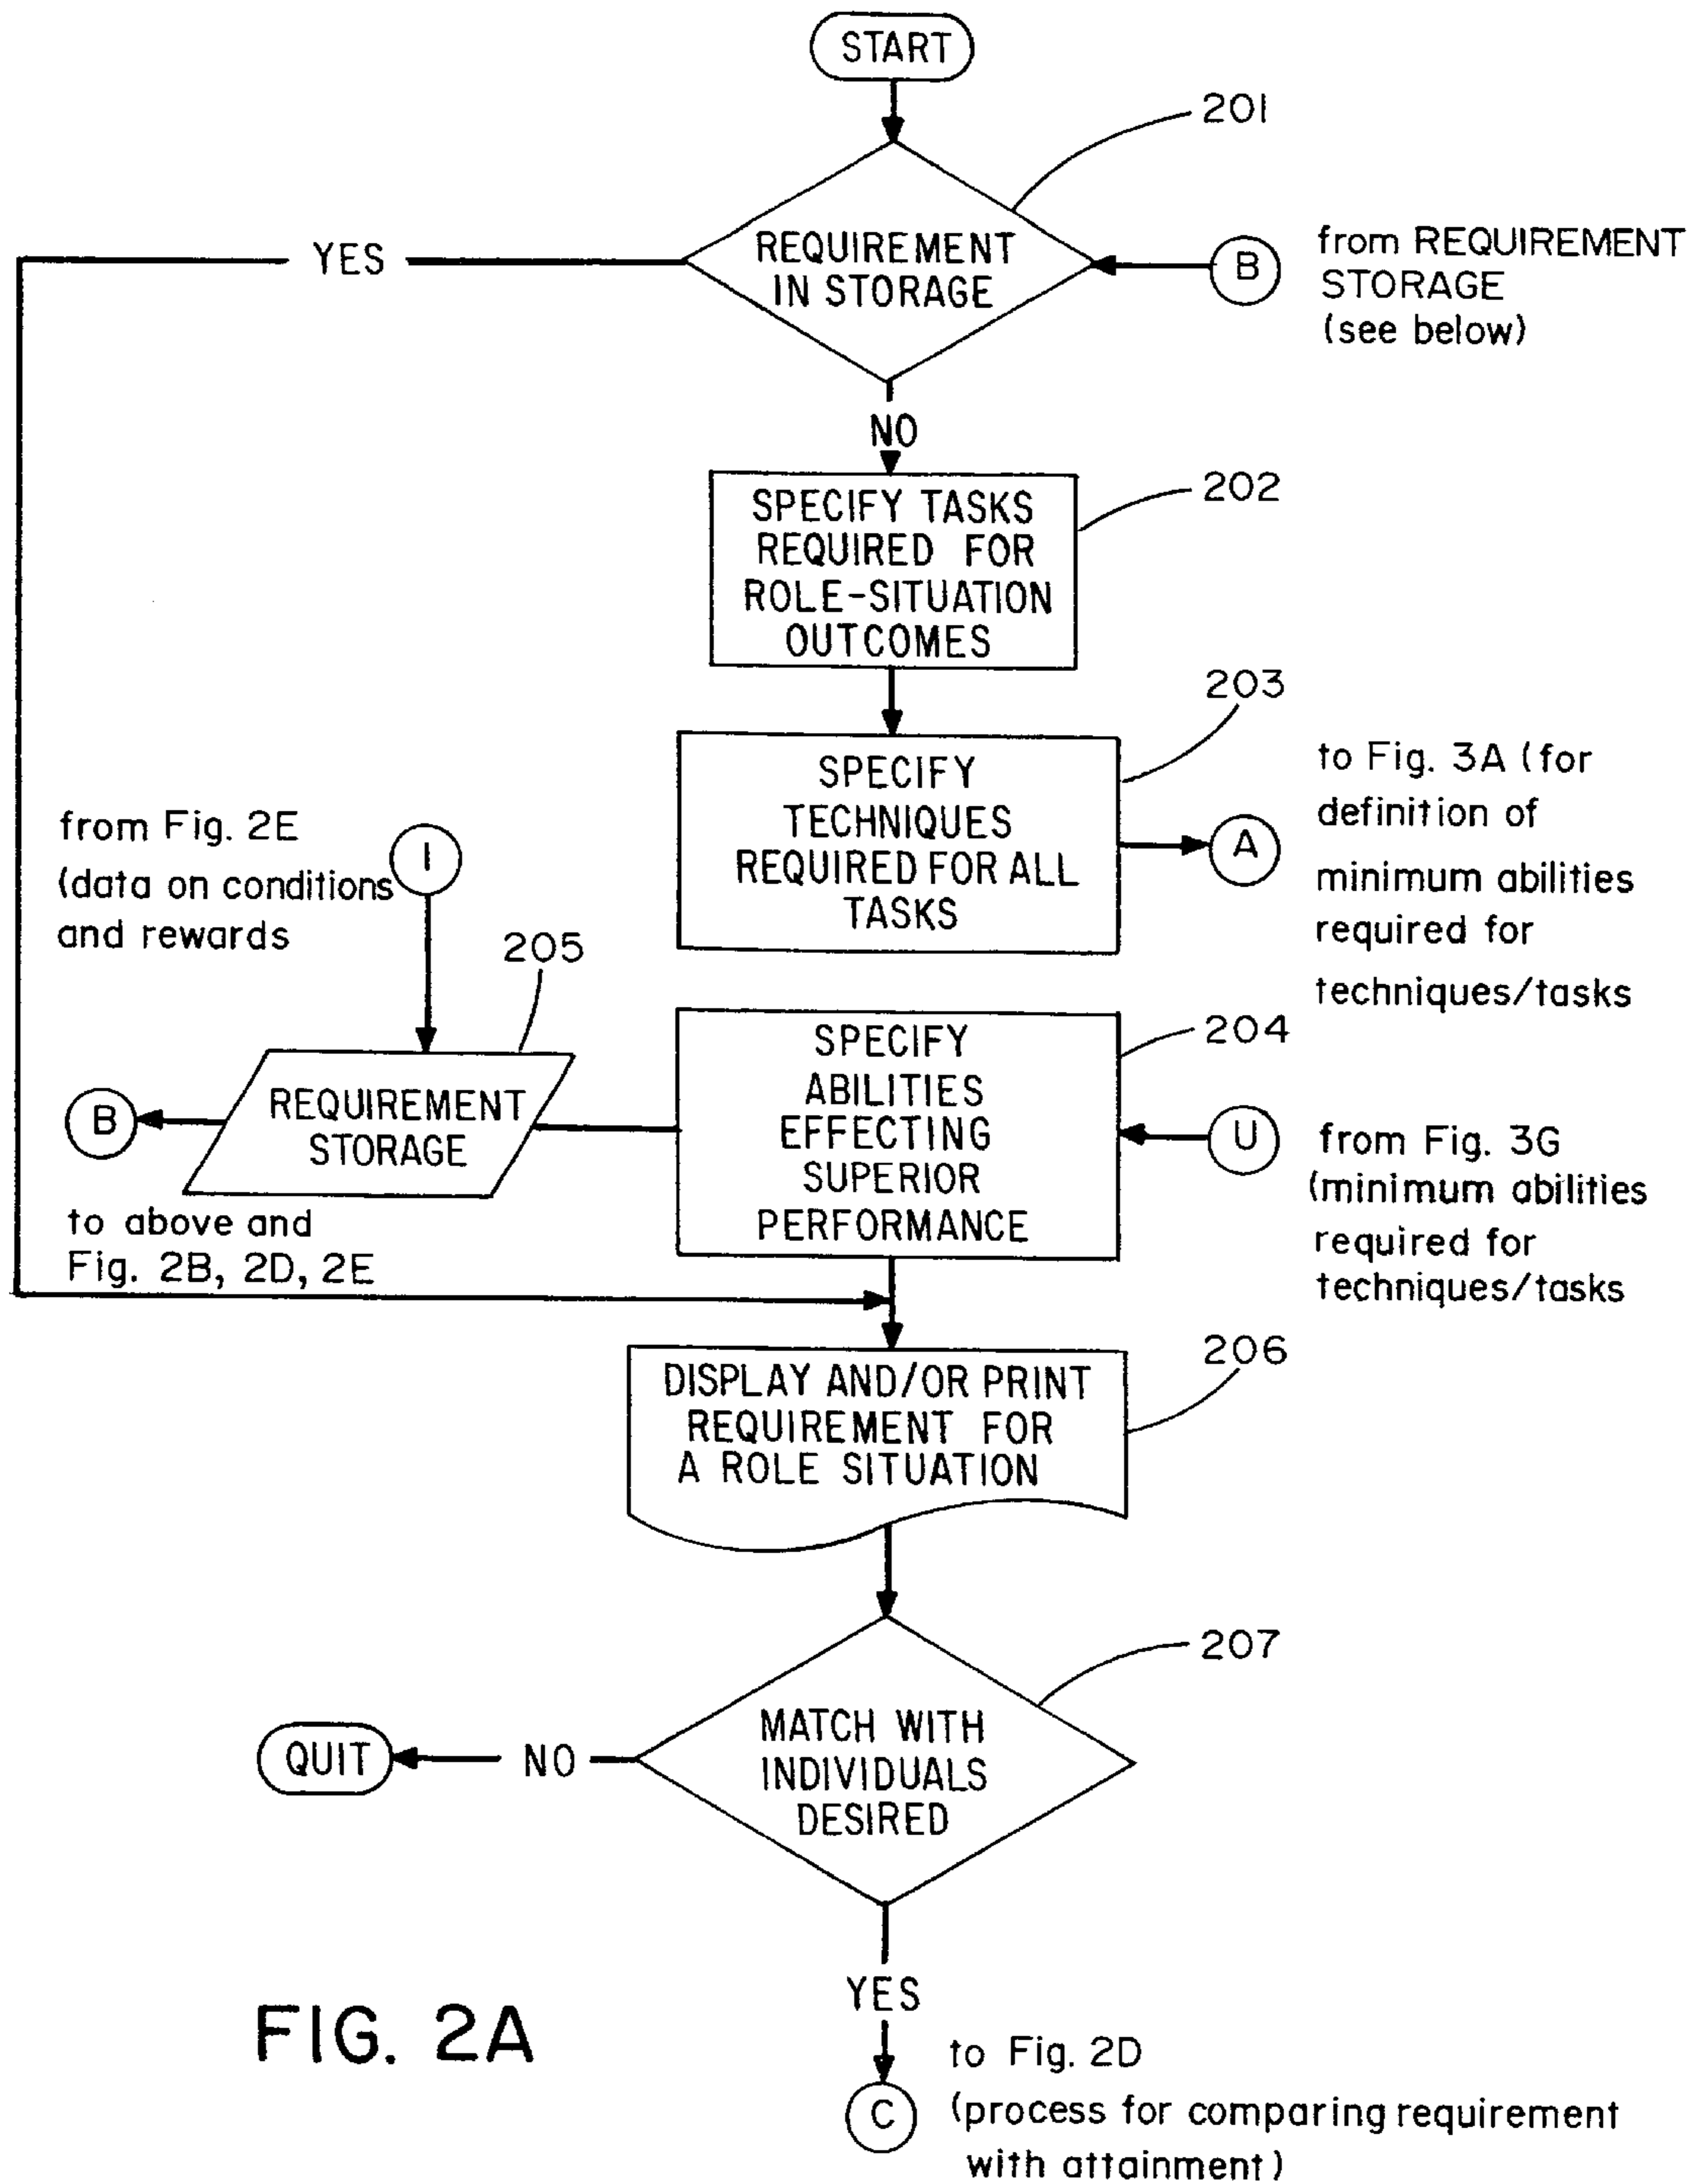 START
201
REQUIREMENT
IN STORAGE
YES
B
from REQUIREMENT
STORAGE
(see below)
NO
202
SPECIFY TASKS
REQUIRED FOR
ROLE-SITUATION
OUTCOMES
203
SPECIFY
TECHNIQUES
REQUIRED FOR ALL
TASKS
A
to Fig. 3A (for
definition of
minimum abilities
required for
techniques/tasks
from Fig. 2E
(data on conditions
and rewards
I
205
REQUIREMENT
STORAGE
B
to above and
Fig. 2B, 2D, 2E
204
SPECIFY
ABILITIES
EFFECTING
SUPERIOR
PERFORMANCE
U
from Fig. 3G
(minimum abilities
required for
techniques/tasks
206
DISPLAY AND/OR PRINT
REQUIREMENT FOR
A ROLE SITUATION
207
MATCH WITH
INDIVIDUALS
DESIRED
NO
QUIT
YES
C
to Fig. 2D
(process for comparing requirement
with attainment)
FIG. 2A